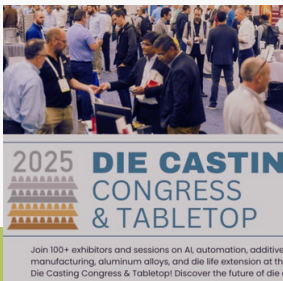 2025
DIE CASTIN
CONGRESS
& TABLETOP
Join 100+ exhibitors and sessions on AI, automation, additive
manufacturing, aluminum alloys, and die life extension at th
Die Casting Congress & Tabletop! Discover the future of die